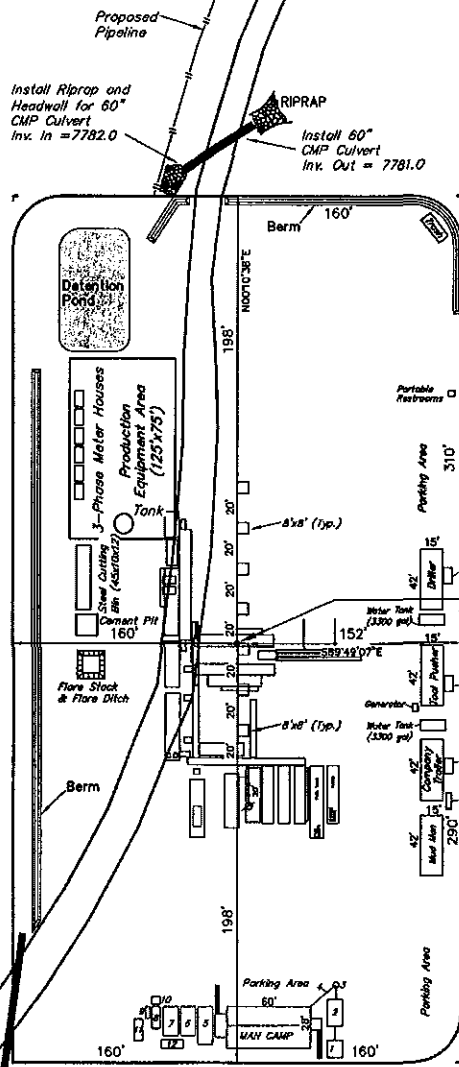 Proposed
Pipeline
Install Riprap and
Headwall for 60"
CMP Culvert
Inv. In =7782.0
RIPRAP
Install 60"
CMP Culvert
Inv. Out = 7781.0
160'
Berm
Trash
Detention
Pond
N00°10'38"E
198'
Portable
Restrooms
3-Phase Meter Houses
Production
Equipment Area
(125'x75')
Parking Area
310'
Tank
20'
8'x8' (Typ.)
20'
20'
20'
15'
42'
Drifter
Steel Cutting
Bin (45x10x12)
Cement Pit
Water Tank
(3300 gal)
160'
152'
S89°49'07"E
20'
20'
20'
20'
15'
42'
Tool Pusher
Flare Stack
& Flare Ditch
Generator
8'x8' (Typ.)
Water Tank
(3300 gal)
42'
Company
Trailer
Berm
15'
42'
Mud Man
290'
198'
Parking Area
Parking Area
60'
28'
MAN CAMP
10
7
6
5
12
3
2
1
160'
160'